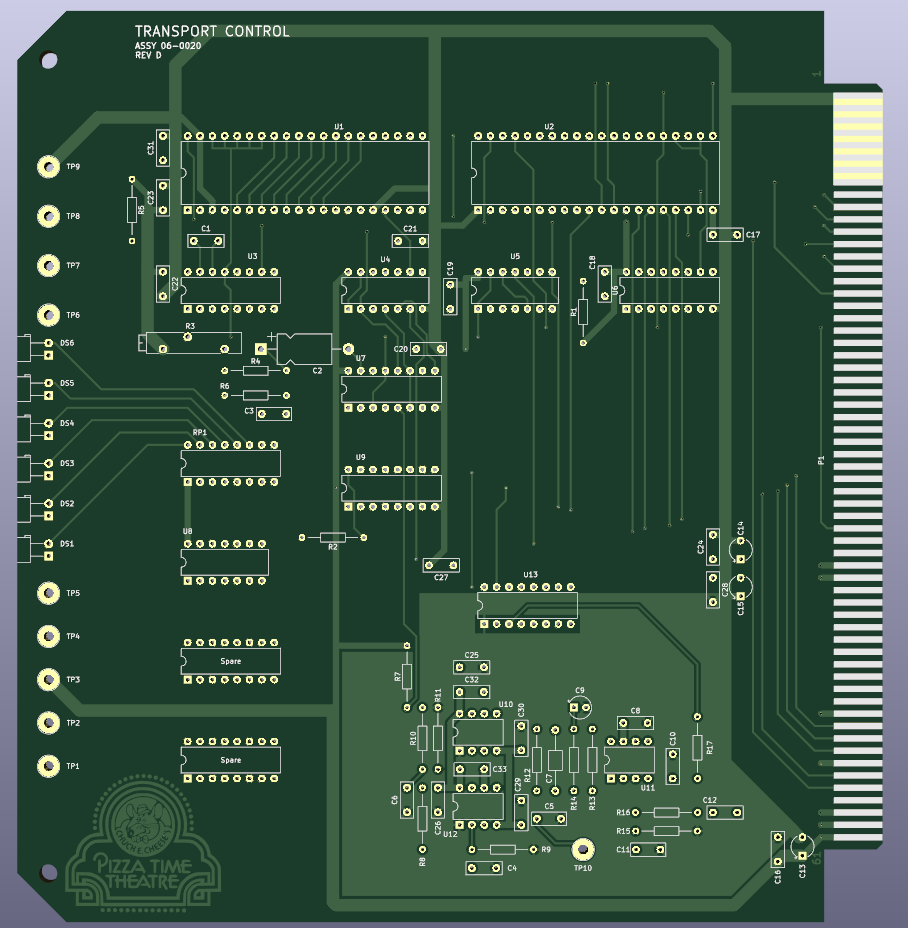 TRANSPORT CONTROL
ASSY 06-0020
REV D
1
U1
U2
C31
TP9
C23
R5
TP8
C1
C21
C17
U3
U4
U5
C18
TP7
C22
C19
U6
R1
TP6
R3
DS6
C20
C2
U7
R4
DS5
R6
C3
DS4
RP1
U9
P1
DS3
DS2
U8
R2
C14
C24
DS1
C27
U13
C28
C15
TP5
TP4
Spare
C25
R7
TP3
C32
R11
C9
U10
C30
C8
TP2
R10
R17
C10
Spare
C33
R12
C7
R14
R13
U11
TP1
C6
C26
C29
C5
R16
C12
U12
R15
R8
R9
C11
TP10
C4
C16
C13
61
CHUCK E. CHEESE'S
PIZZA TIME
THEATRE